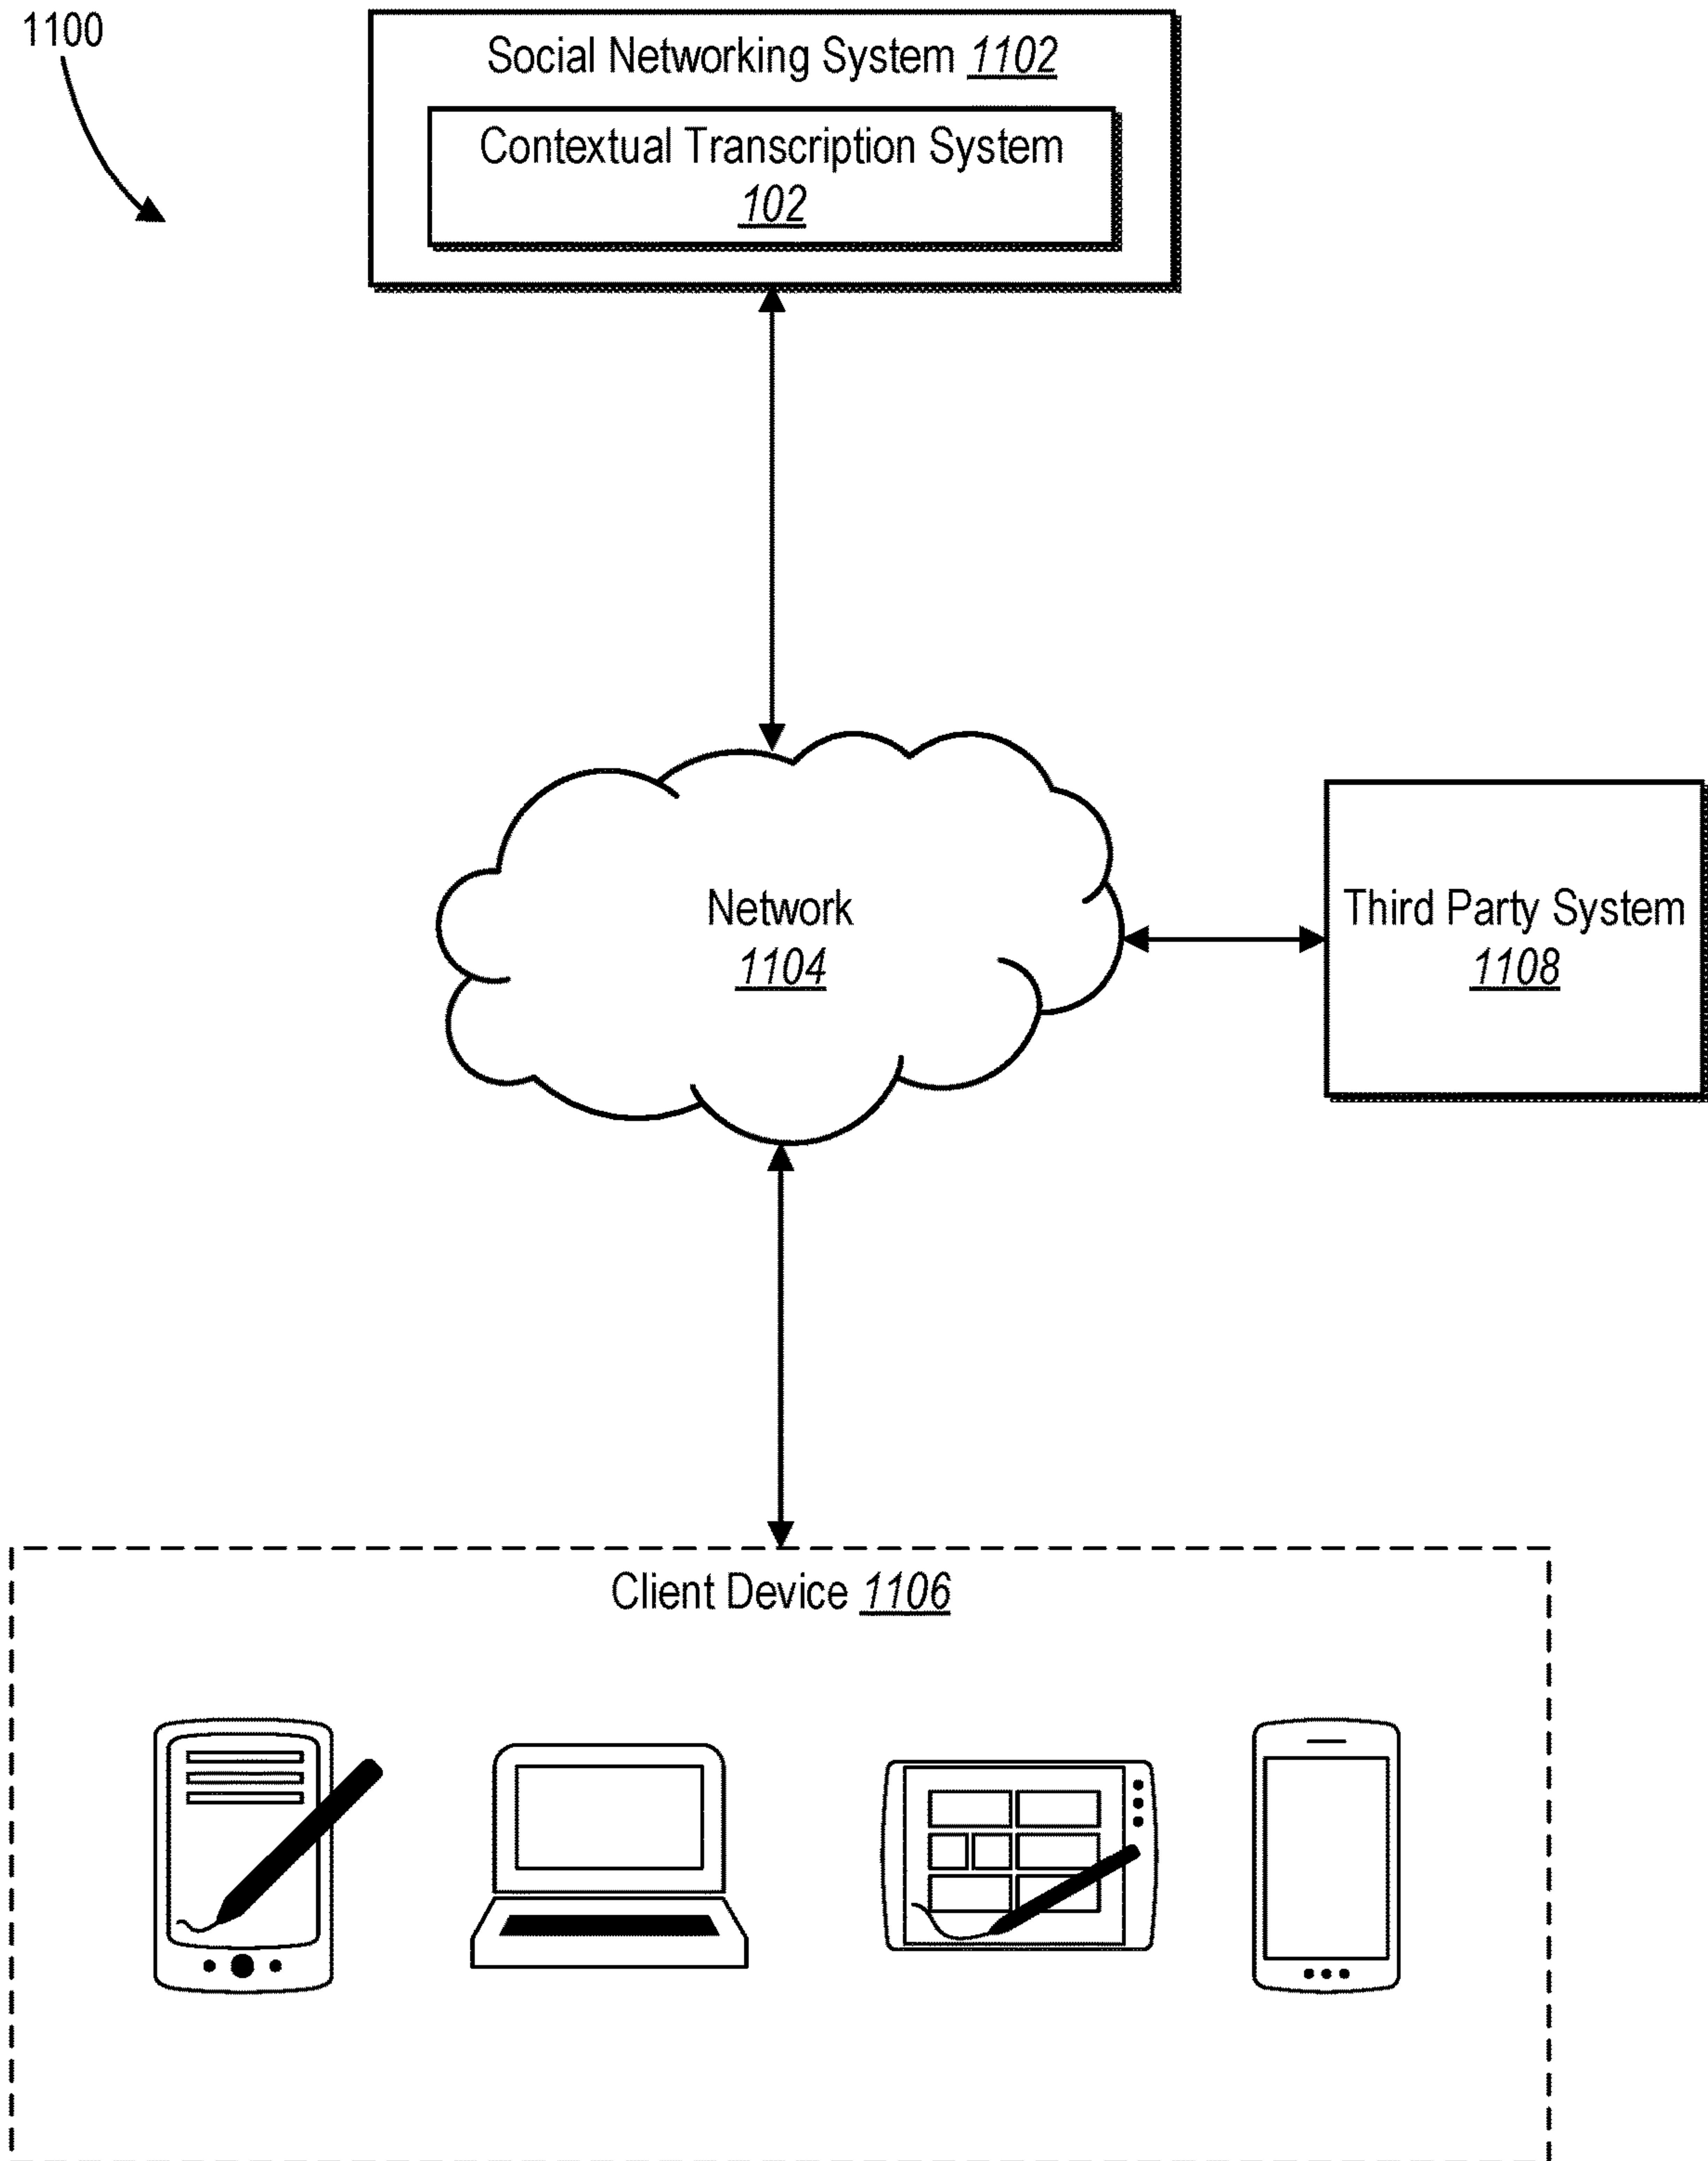 1100
Social Networking System 1102
Contextual Transcription System
102
Network
1104
Third Party System
1108
Client Device 1106